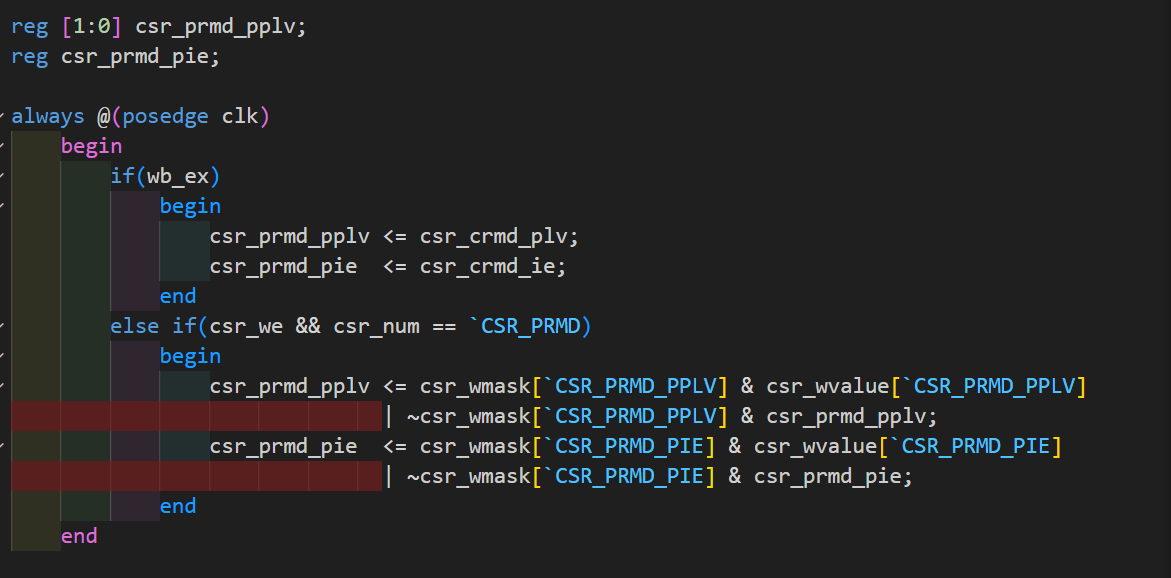 reg [1:0] csr_prmd_pplv;
reg csr_prmd_pie;
always @(posedge clk)
begin
if(wb_ex)
begin
csr_prmd_pplv <= csr_crmd_plv;
csr_prmd_pie  <= csr_crmd_ie;
end
else if(csr_we && csr_num == `CSR_PRMD)
begin
csr_prmd_pplv <= csr_wmask[`CSR_PRMD_PPLV] & csr_wvalue[`CSR_PRMD_PPLV]
| ~csr_wmask[`CSR_PRMD_PPLV] & csr_prmd_pplv;
csr_prmd_pie  <= csr_wmask[`CSR_PRMD_PIE] & csr_wvalue[`CSR_PRMD_PIE]
| ~csr_wmask[`CSR_PRMD_PIE] & csr_prmd_pie;
end
end